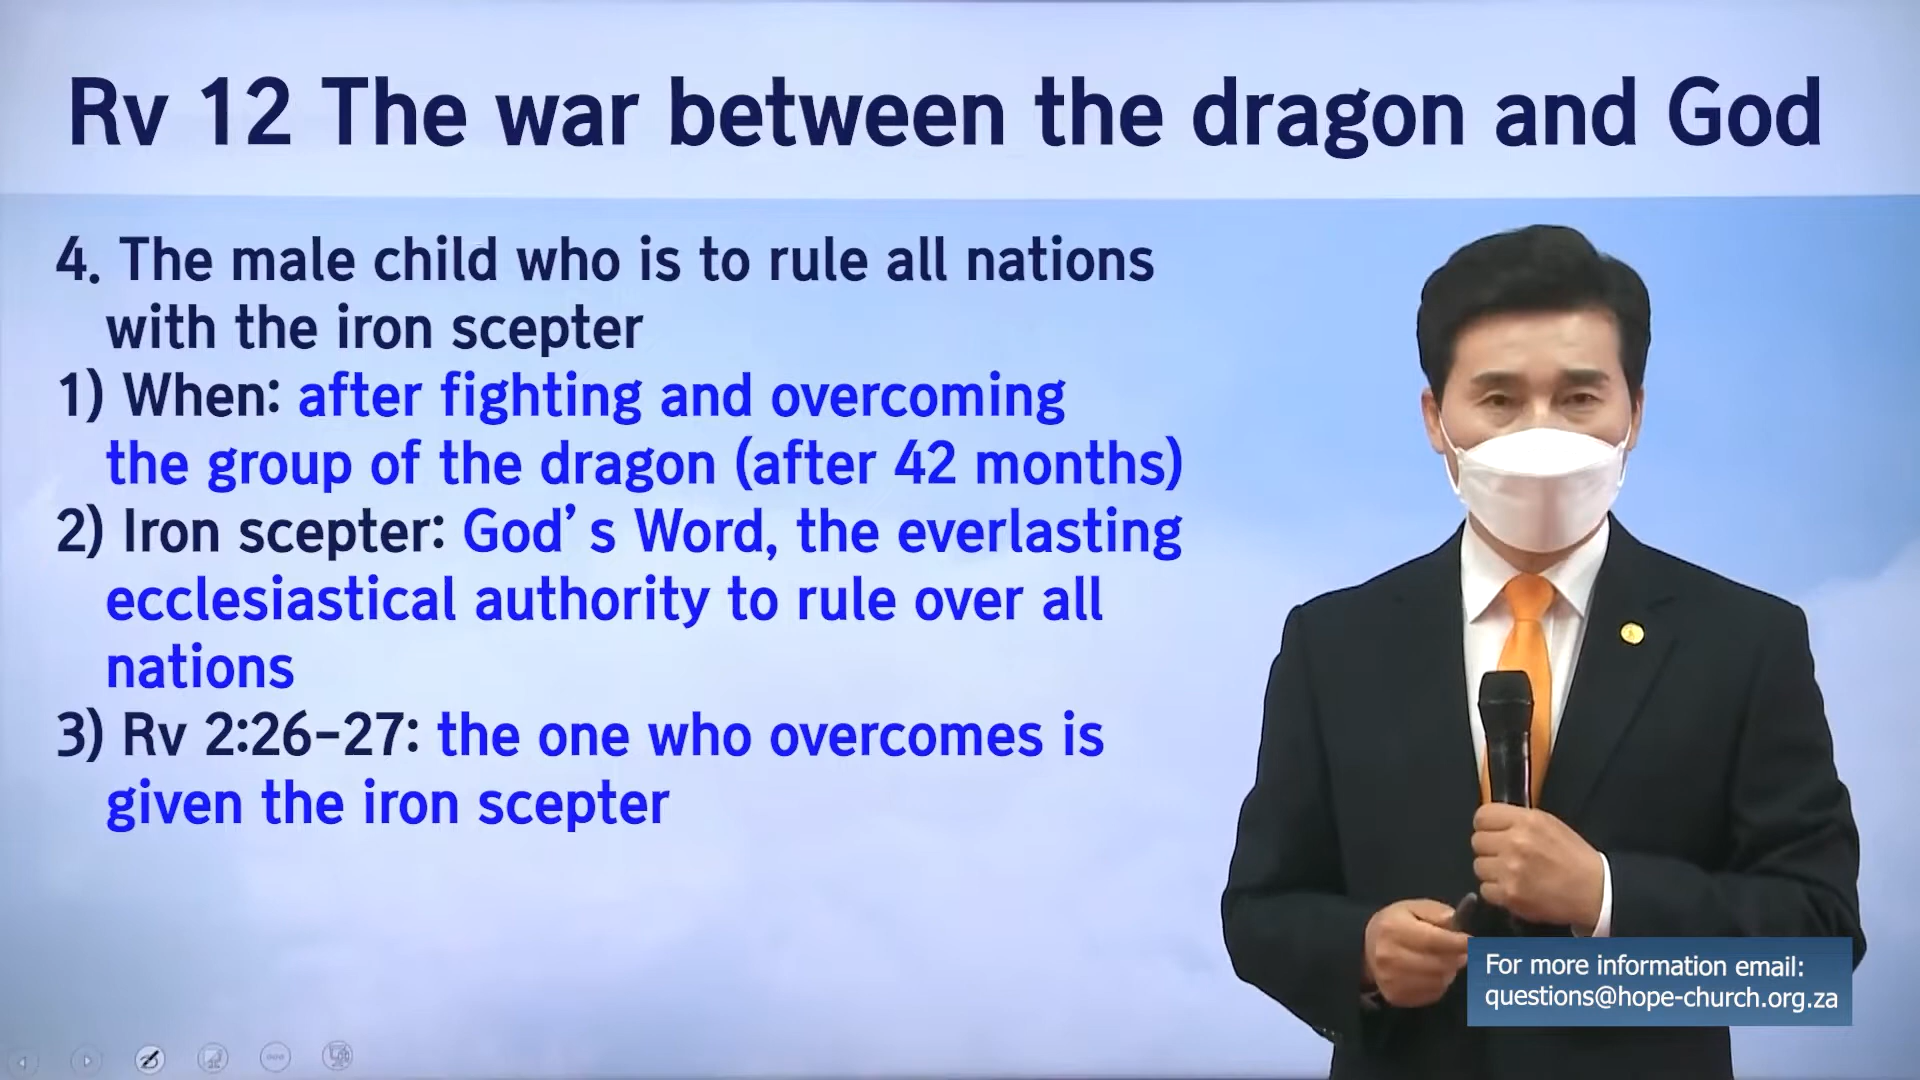 Rv 12 The war between the dragon and God
4. The male child who is to rule all nations
with the iron scepter
1) When: after fighting and overcoming
the group of the dragon (after 42 months)
2) Iron scepter: God's Word, the everlasting
ecclesiastical authority to rule over all
nations
3) Rv 2:26-27: the one who overcomes is
given the iron scepter
For more information email:
questions@hope-church.org.za